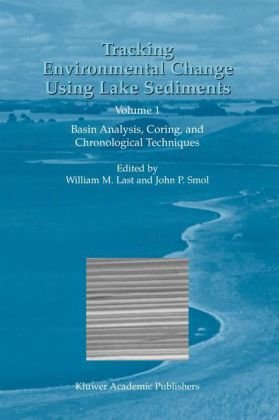 Tracking
Environmental Change
Using Lake Sediments
Volume 1
Basin Analysis, Coring, and
Chronological Techniques
Edited by
William M. Last and John P. Smol
Kluwer Academic Publishers